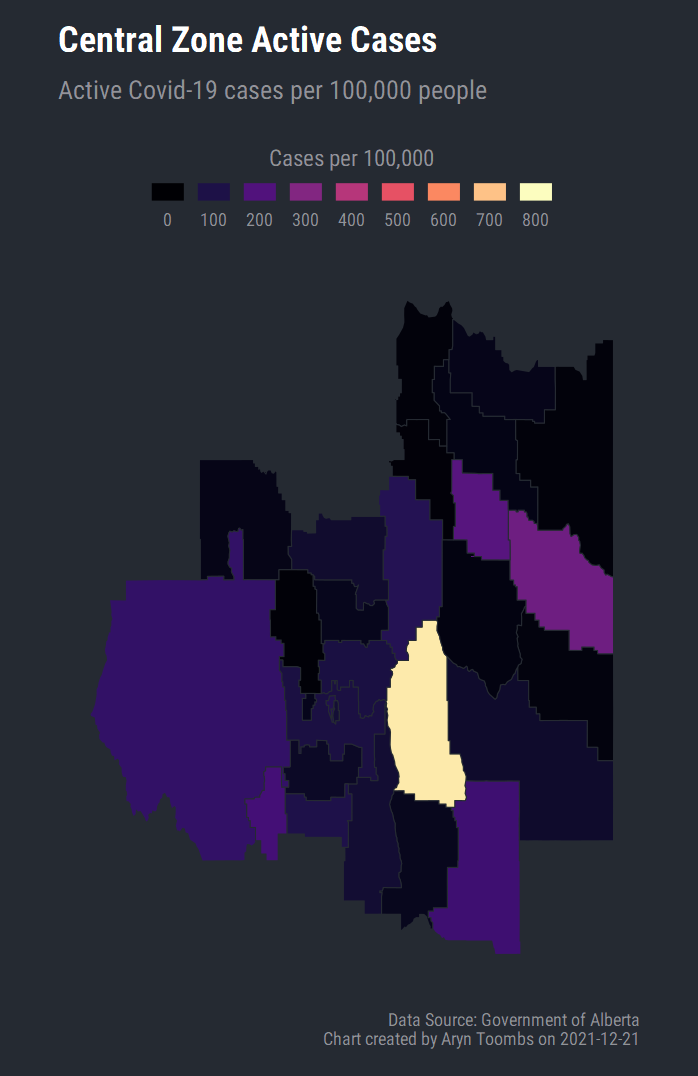 Central Zone Active Cases
Active Covid-19 cases per 100,000 people
Cases per 100,000
0 100 200 300 400 500 600 700 800
Data Source: Government of Alberta
Chart created by Aryn Toombs on 2021-12-21